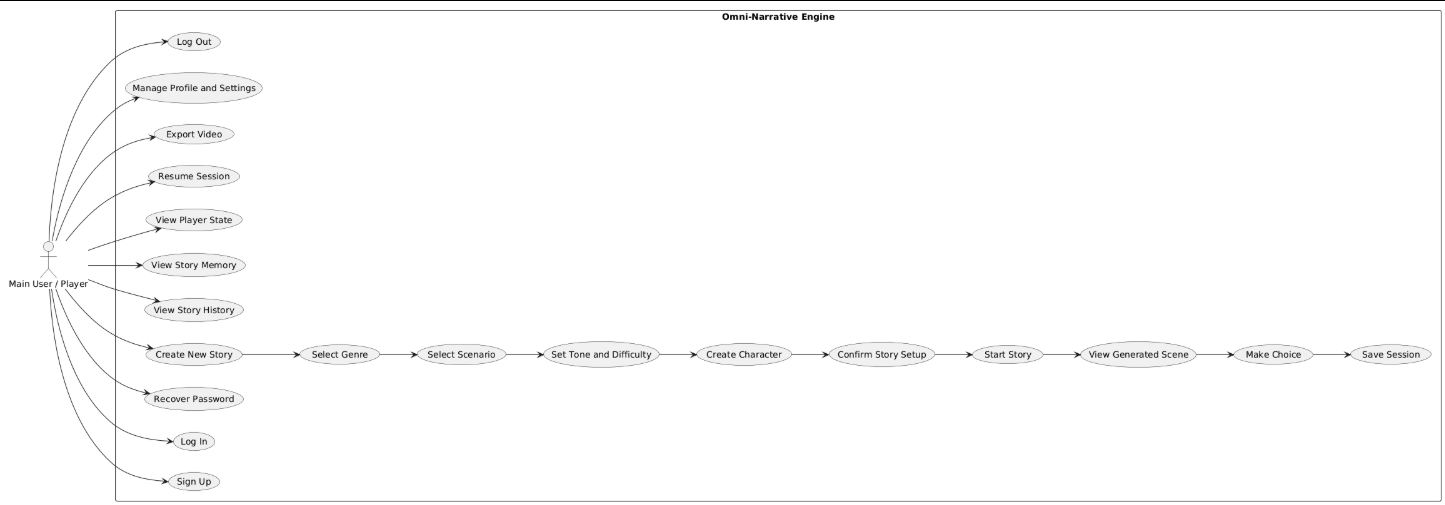 Omni-Narrative Engine
Log Out
Manage Profile and Settings
Export Video
Resume Session
View Player State
View Story Memory
Main User / Player
View Story History
Create New Story
Select Genre
Select Scenario
Set Tone and Difficulty
Create Character
Confirm Story Setup
Start Story
View Generated Scene
Make Choice
Save Session
Recover Password
Log In
Sign Up